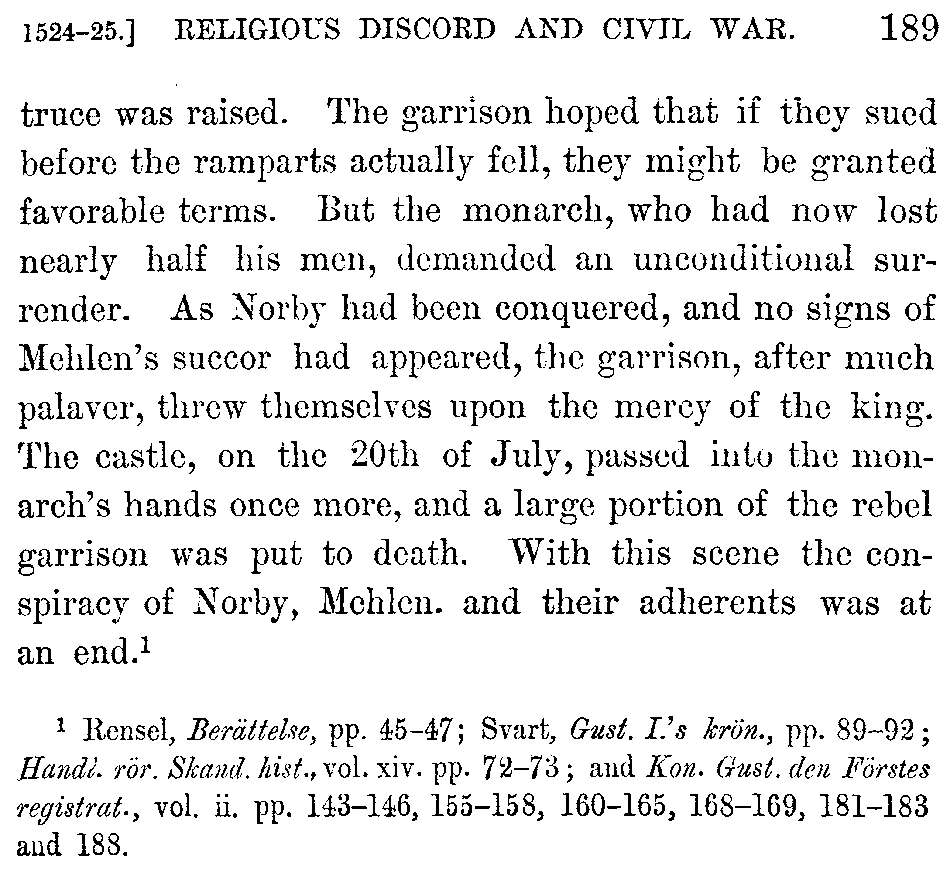 1524–25.] RELIGIOUS DISCORD AND CIVIL WAR. 189
truce was raised. The garrison hoped that if they sued
before the ramparts actually fell, they might be granted
favorable terms. But the monarch, who had now lost
nearly half his men, demanded an unconditional sur-
render. As Norby had been conquered, and no signs of
Mehlen's succor had appeared, the garrison, after much
palaver, threw themselves upon the mercy of the king.
The castle, on the 20th of July, passed into the mon-
arch's hands once more, and a large portion of the rebel
garrison was put to death. With this scene the con-
spiracy of Norby, Mehlen. and their adherents was at
an end.¹
¹ Rensel, Berättelse, pp. 45–47; Svart, Gust. I.'s krön., pp. 89–92;
Handl. rör. Skand. hist., vol. xiv. pp. 72–73; and Kon. Gust. den Förstes
registrat., vol. ii. pp. 143–146, 155–158, 160–165, 168–169, 181–183
and 188.